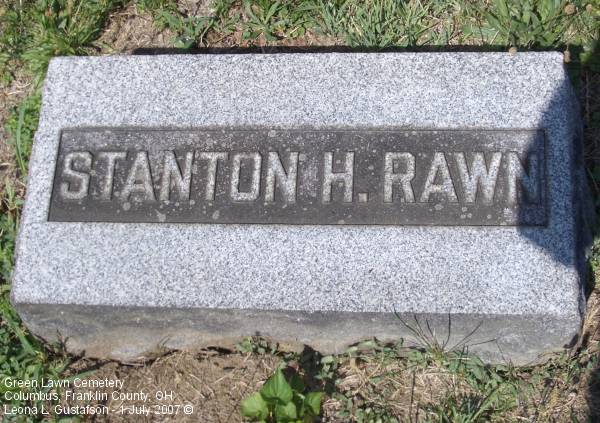 STANTON H. RAWN
Green Lawn Cemetery
Columbus, Franklin County, OH
Leona L. Gustafson - 1 July 2007 ©